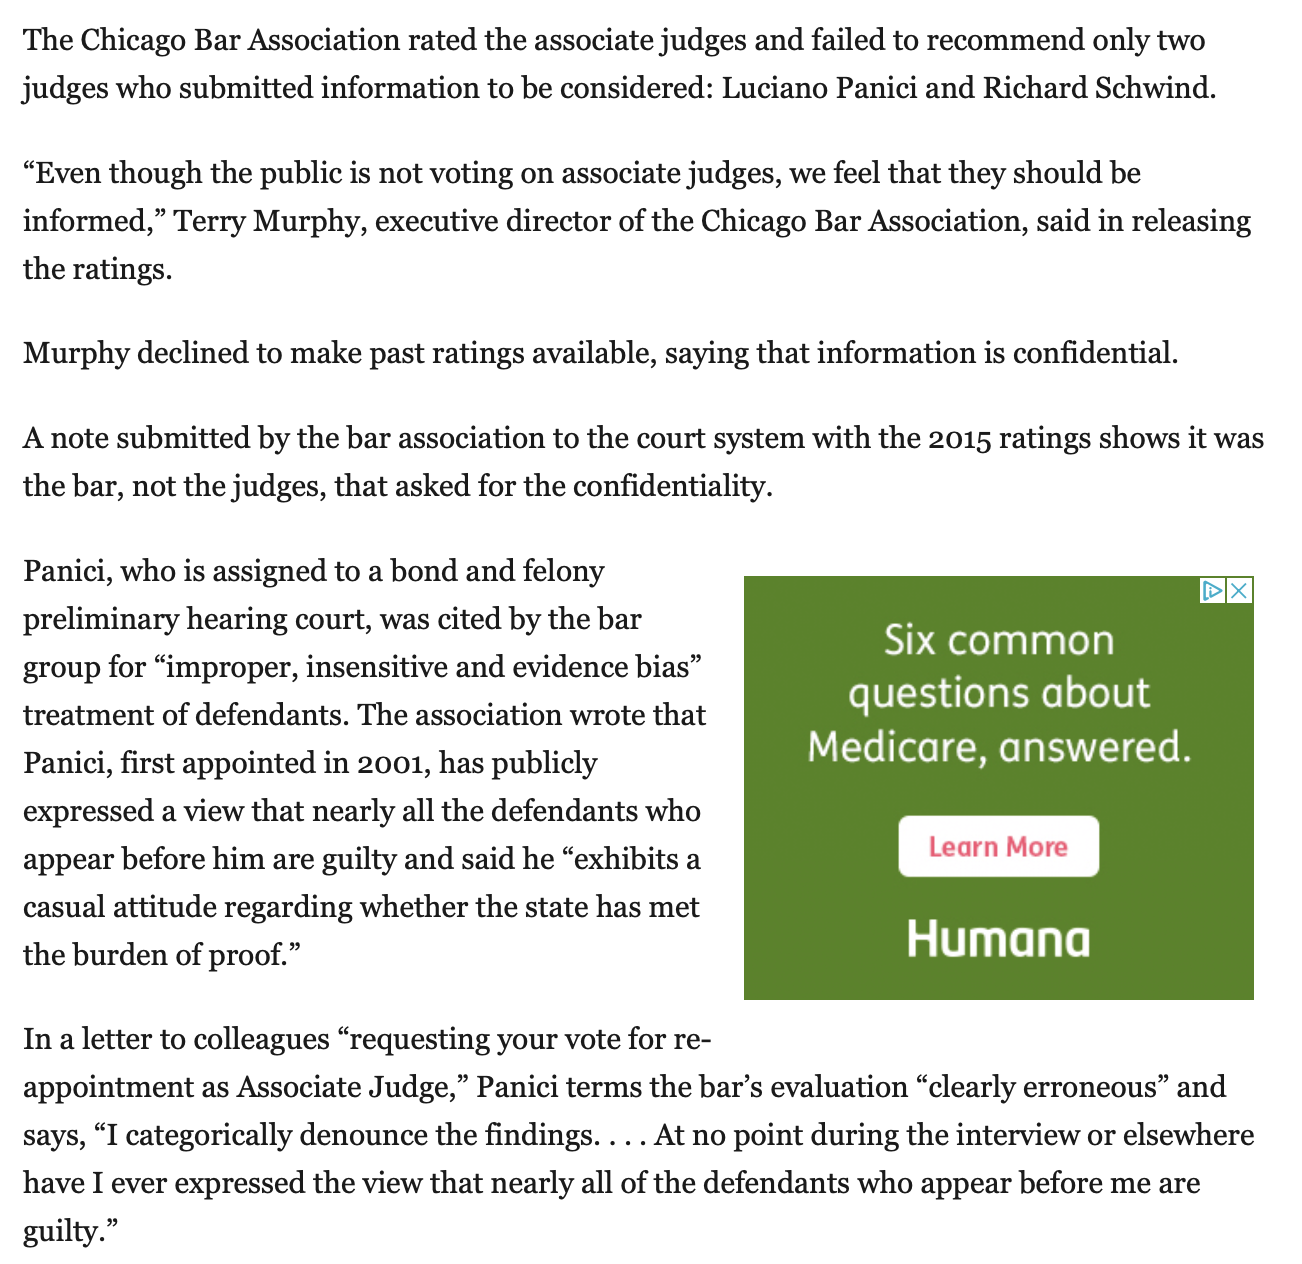 The Chicago Bar Association rated the associate judges and failed to recommend only two
judges who submitted information to be considered: Luciano Panici and Richard Schwind.
“Even though the public is not voting on associate judges, we feel that they should be
informed,” Terry Murphy, executive director of the Chicago Bar Association, said in releasing
the ratings.
Murphy declined to make past ratings available, saying that information is confidential.
A note submitted by the bar association to the court system with the 2015 ratings shows it was
the bar, not the judges, that asked for the confidentiality.
Panici, who is assigned to a bond and felony
preliminary hearing court, was cited by the bar
group for “improper, insensitive and evidence bias”
treatment of defendants. The association wrote that
Panici, first appointed in 2001, has publicly
expressed a view that nearly all the defendants who
appear before him are guilty and said he “exhibits a
casual attitude regarding whether the state has met
the burden of proof.”
Six common
questions about
Medicare, answered.
Learn More
Humana
In a letter to colleagues “requesting your vote for re-
appointment as Associate Judge,” Panici terms the bar’s evaluation “clearly erroneous” and
says, “I categorically denounce the findings. . . . At no point during the interview or elsewhere
have I ever expressed the view that nearly all of the defendants who appear before me are
guilty.”